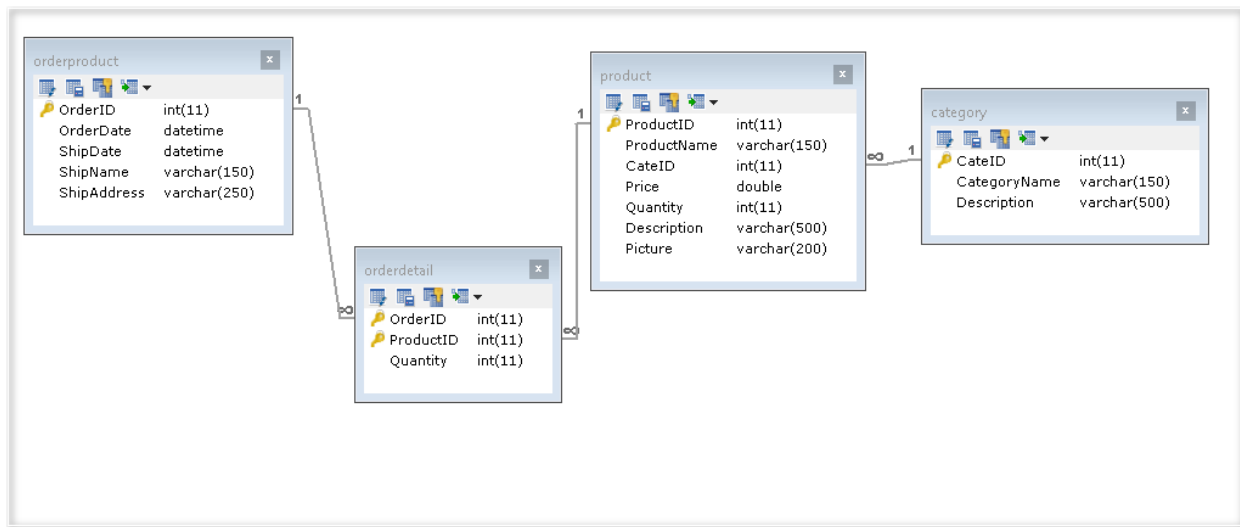 orderproduct
x
OrderID int(11)
OrderDate datetime
ShipDate datetime
ShipName varchar(150)
ShipAddress varchar(250)
1
∞
orderdetail
x
OrderID int(11)
ProductID int(11)
Quantity int(11)
∞
1
product
x
ProductID int(11)
ProductName varchar(150)
CateID int(11)
Price double
Quantity int(11)
Description varchar(500)
Picture varchar(200)
∞
1
category
x
CateID int(11)
CategoryName varchar(150)
Description varchar(500)